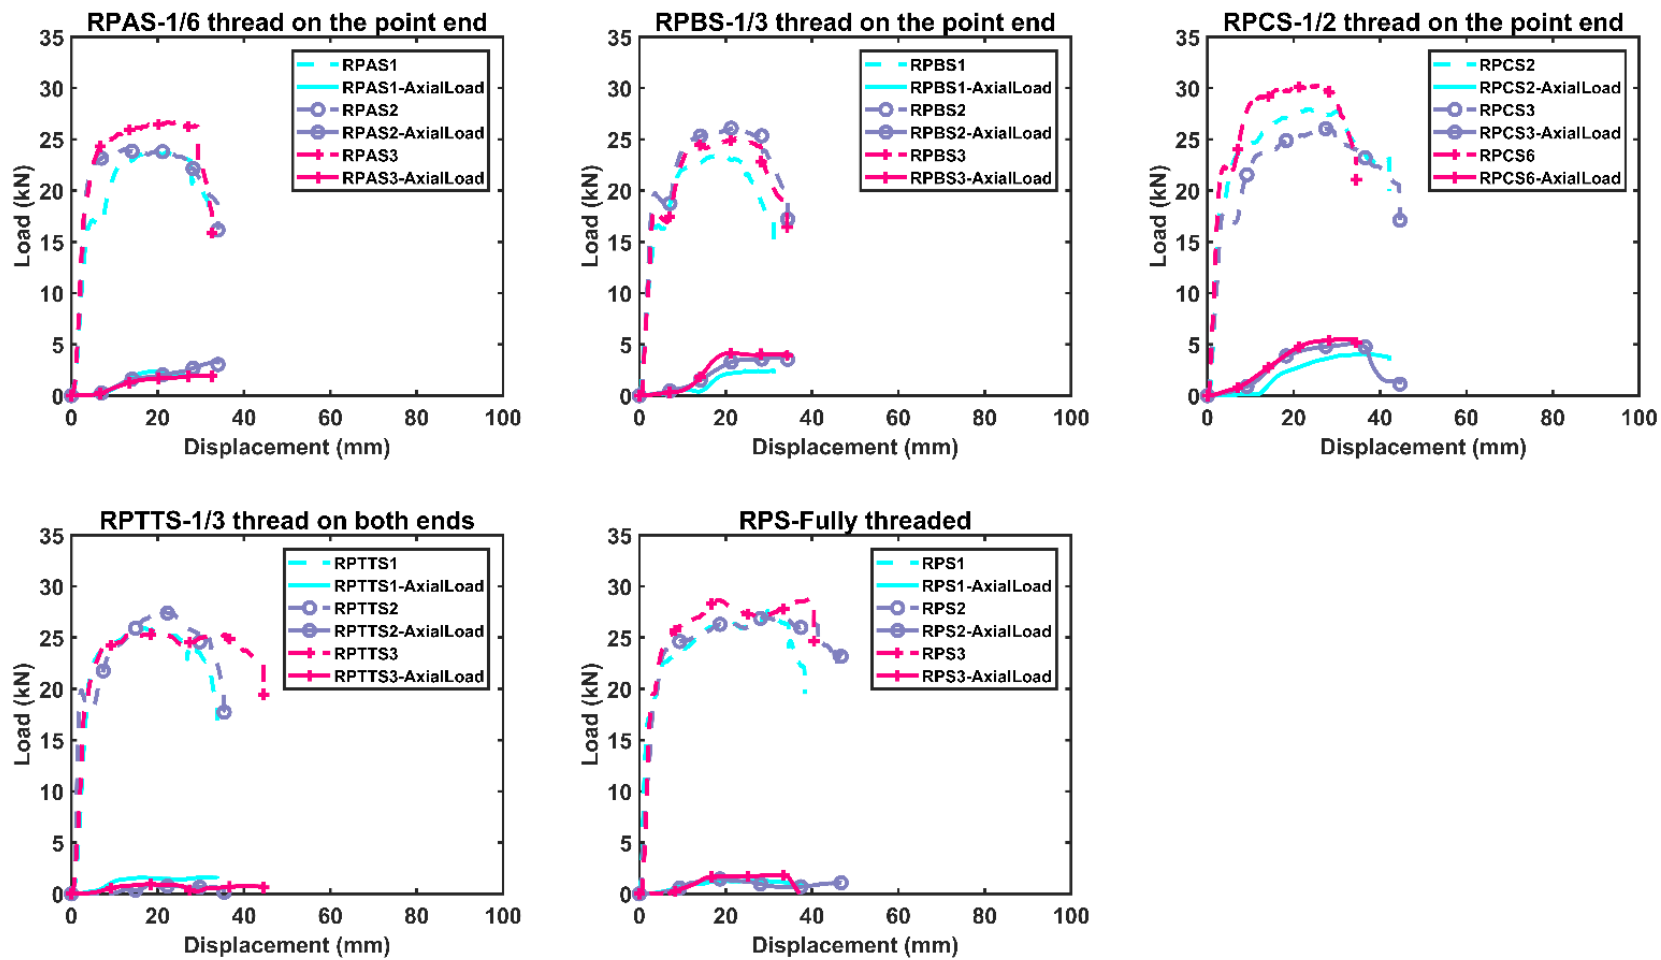 RPAS-1/6 thread on the point end
35
30
25
20
15
10
5
0
Load (kN)
0 20 40 60 80 100
Displacement (mm)
RPAS1
RPAS1-AxialLoad
RPAS2
RPAS2-AxialLoad
RPAS3
RPAS3-AxialLoad
RPBS-1/3 thread on the point end
35
30
25
20
15
10
5
0
Load (kN)
0 20 40 60 80 100
Displacement (mm)
RPBS1
RPBS1-AxialLoad
RPBS2
RPBS2-AxialLoad
RPBS3
RPBS3-AxialLoad
RPCS-1/2 thread on the point end
35
30
25
20
15
10
5
0
Load (kN)
0 20 40 60 80 100
Displacement (mm)
RPCS2
RPCS2-AxialLoad
RPCS3
RPCS3-AxialLoad
RPCS6
RPCS6-AxialLoad
RPTTS-1/3 thread on both ends
35
30
25
20
15
10
5
0
Load (kN)
0 20 40 60 80 100
Displacement (mm)
RPTTS1
RPTTS1-AxialLoad
RPTTS2
RPTTS2-AxialLoad
RPTTS3
RPTTS3-AxialLoad
RPS-Fully threaded
35
30
25
20
15
10
5
0
Load (kN)
0 20 40 60 80 100
Displacement (mm)
RPS1
RPS1-AxialLoad
RPS2
RPS2-AxialLoad
RPS3
RPS3-AxialLoad